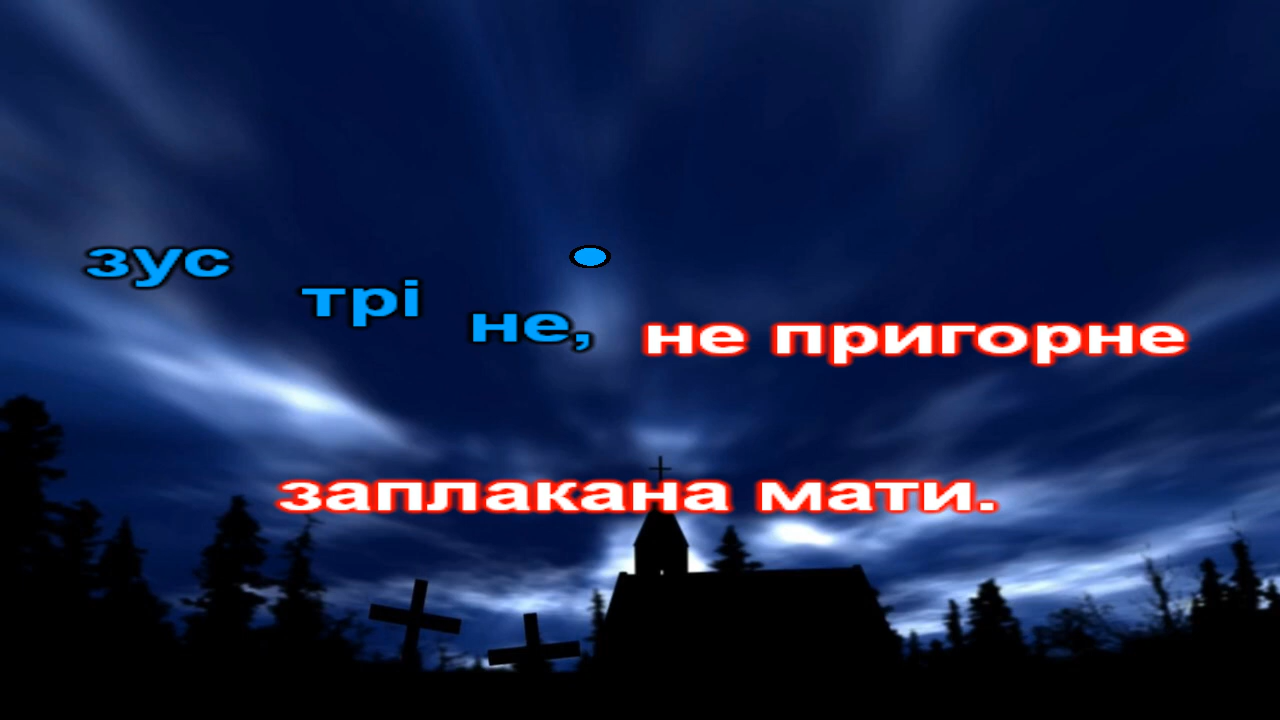 зус трі не, не пригорне
заплакана мати.